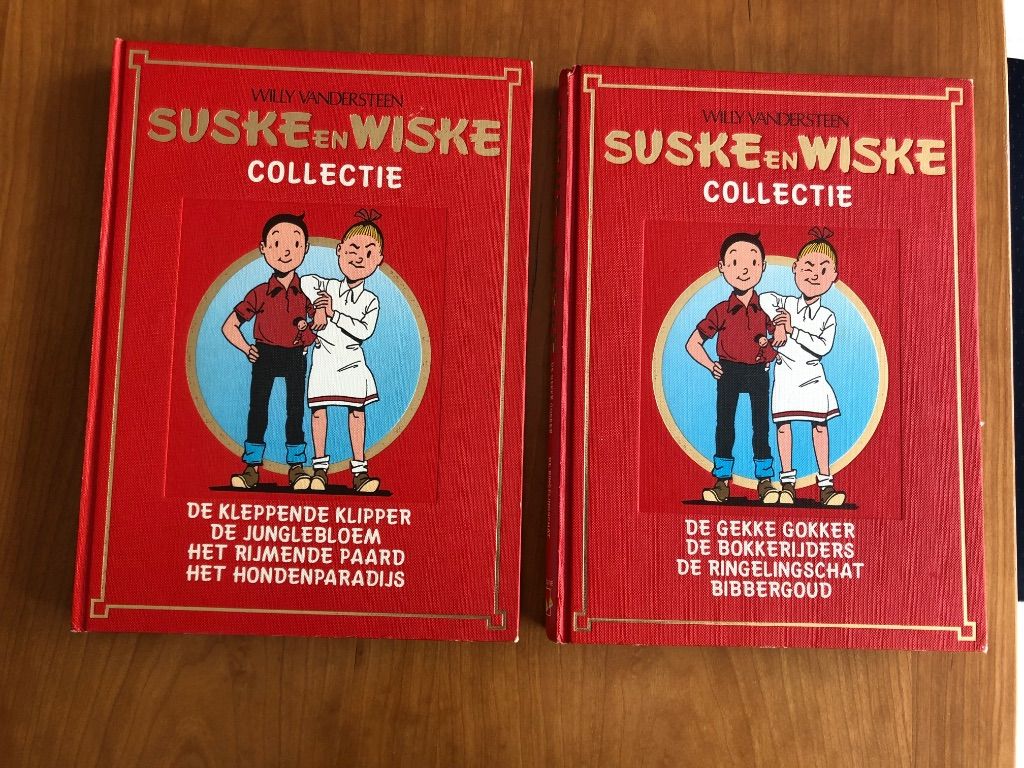 WILLY VANDERSTEEN
SUSKE EN WISKE
COLLECTIE
DE KLEPPENDE KLIPPER
DE JUNGLEBLOEM
HET RIJMENDE PAARD
HET HONDENPARADIJS
WILLY VANDERSTEEN
SUSKE EN WISKE
COLLECTIE
DE GEKKE GOKKER
DE BOKKERIJDERS
DE RINGELINGSCHAT
BIBBERGOUD